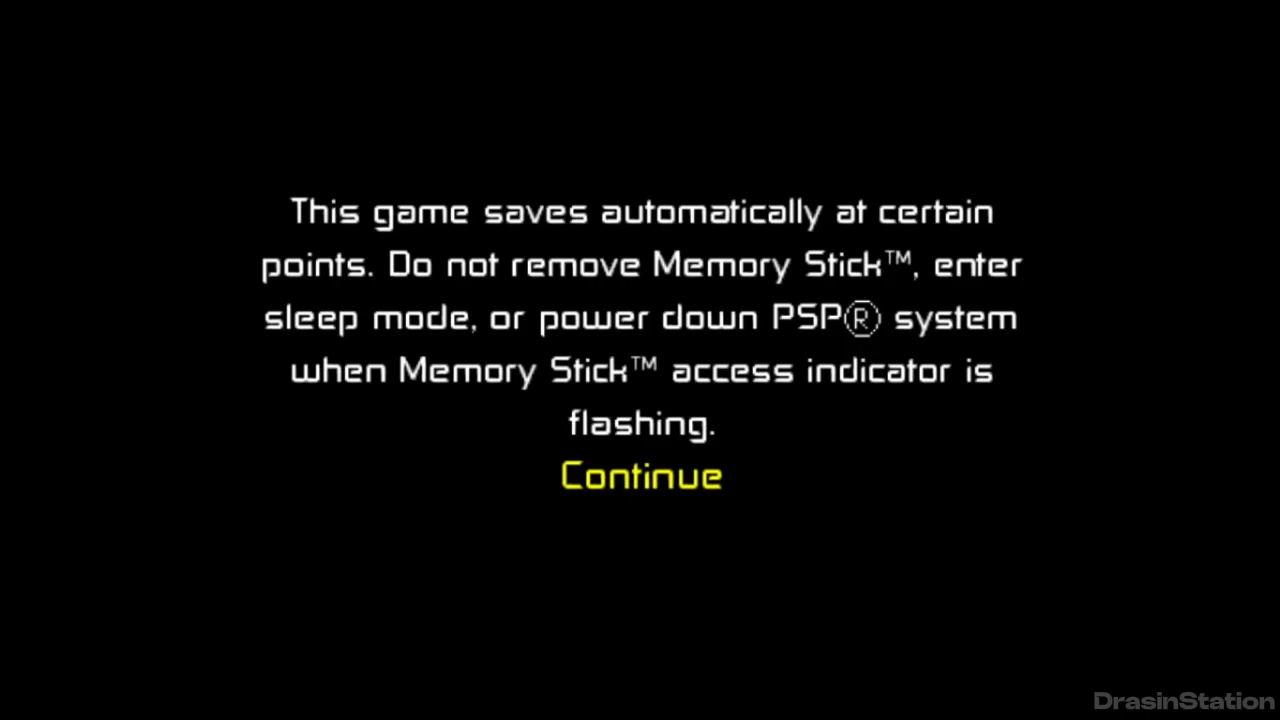 This game saves automatically at certain
points. Do not remove Memory Stick™, enter
sleep mode, or power down PSP® system
when Memory Stick™ access indicator is
flashing.
Continue
DrasinStation